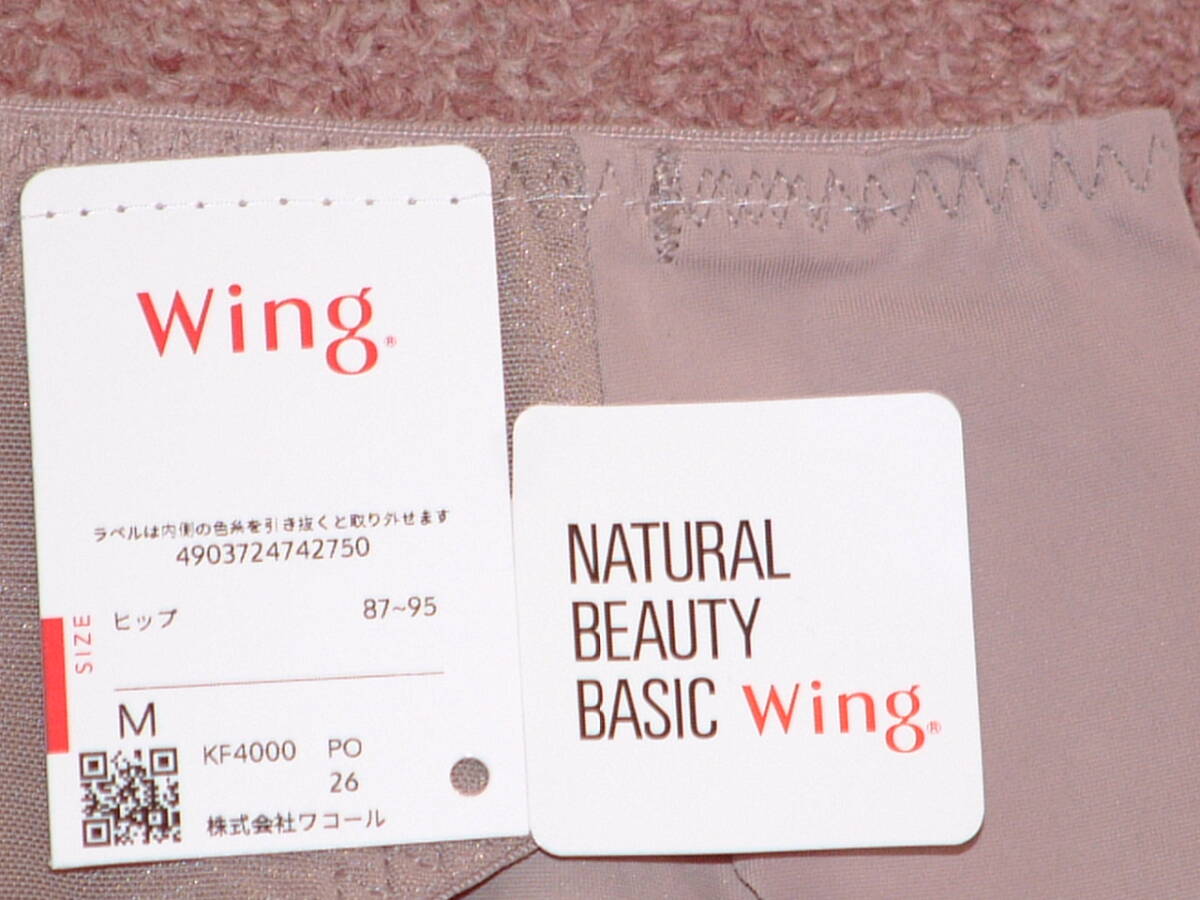 Wing®
ラベルは内側の色糸を引き抜くと取り外せます
4903724742750
SIZE
ヒップ 87~95
M
KF4000 PO
26
株式会社ワコール
NATURAL
BEAUTY
BASIC Wing®